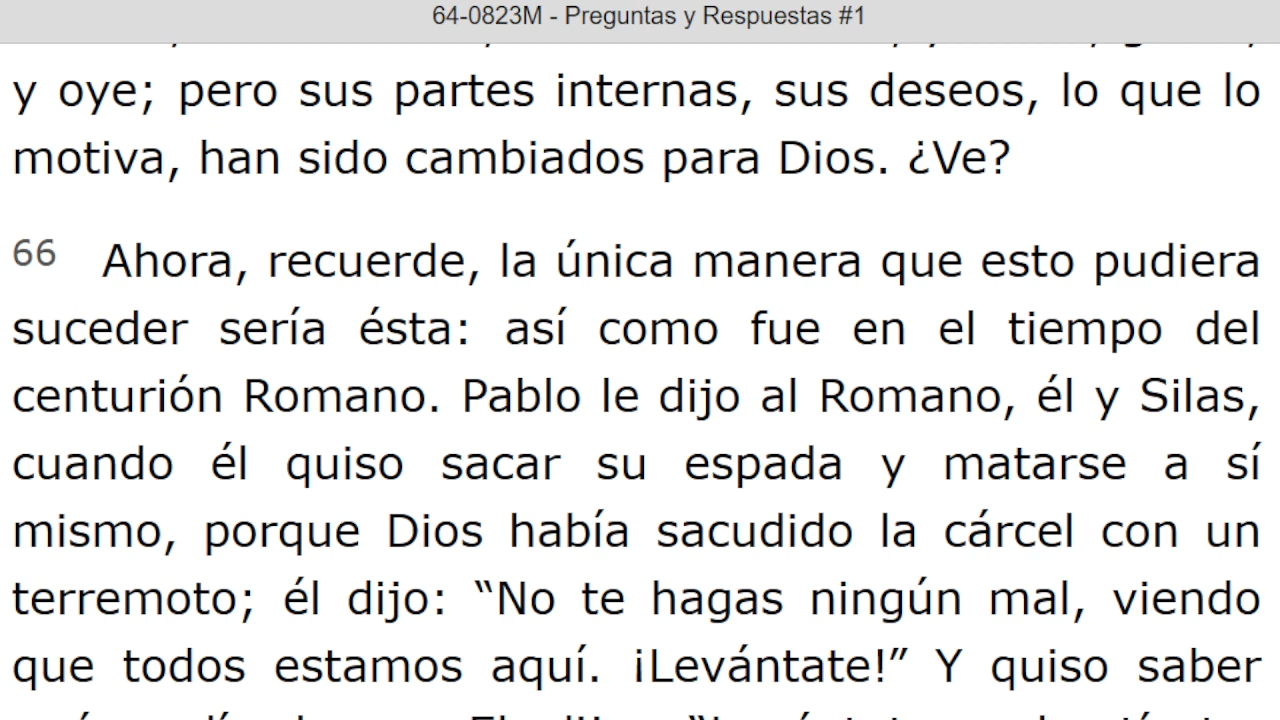 64-0823M - Preguntas y Respuestas #1
y oye; pero sus partes internas, sus deseos, lo que lo
motiva, han sido cambiados para Dios. ¿Ve?
66 Ahora, recuerde, la única manera que esto pudiera
suceder sería ésta: así como fue en el tiempo del
centurión Romano. Pablo le dijo al Romano, él y Silas,
cuando él quiso sacar su espada y matarse a sí
mismo, porque Dios había sacudido la cárcel con un
terremoto; él dijo: “No te hagas ningún mal, viendo
que todos estamos aquí. ¡Levántate!” Y quiso saber